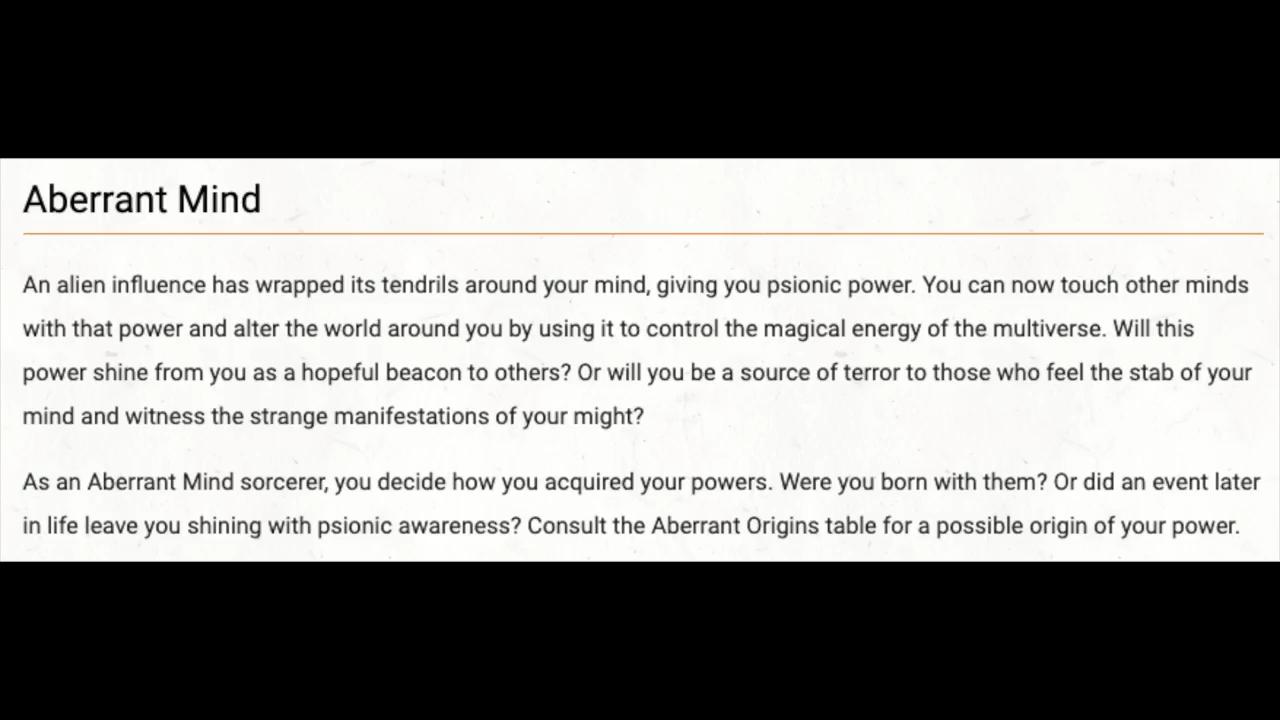 Aberrant Mind
An alien influence has wrapped its tendrils around your mind, giving you psionic power. You can now touch other minds
with that power and alter the world around you by using it to control the magical energy of the multiverse. Will this
power shine from you as a hopeful beacon to others? Or will you be a source of terror to those who feel the stab of your
mind and witness the strange manifestations of your might?
As an Aberrant Mind sorcerer, you decide how you acquired your powers. Were you born with them? Or did an event later
in life leave you shining with psionic awareness? Consult the Aberrant Origins table for a possible origin of your power.